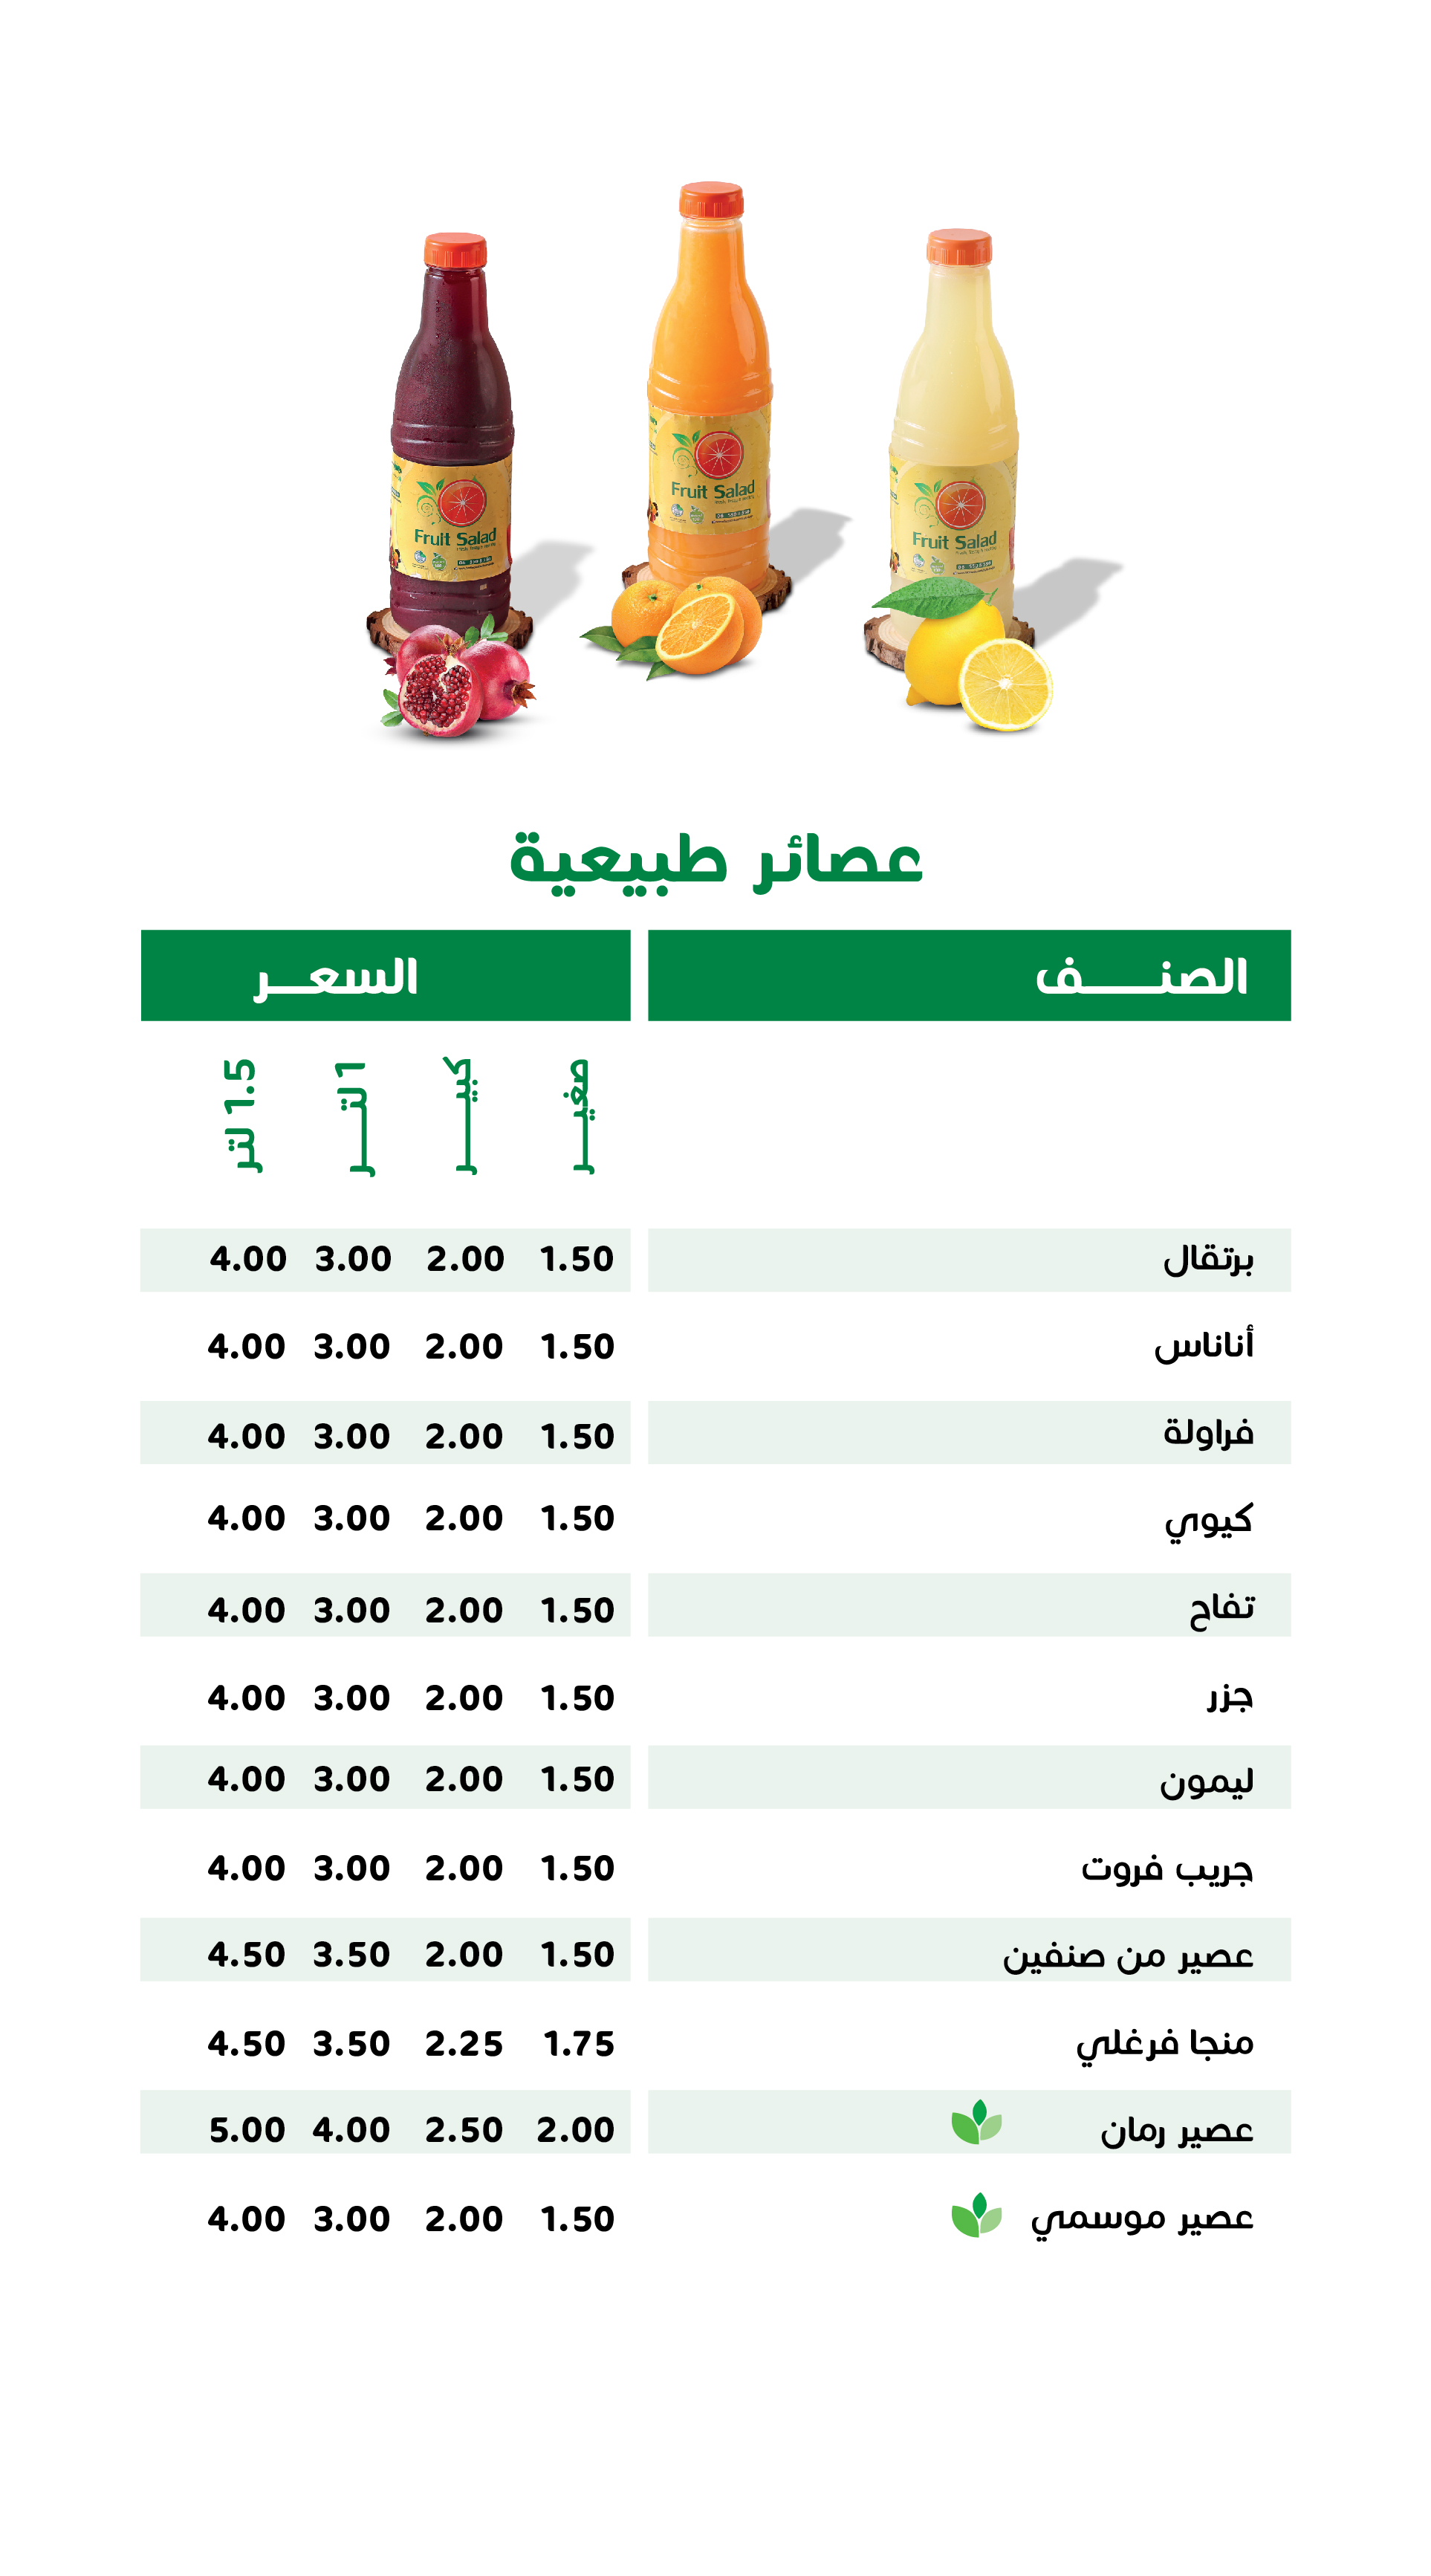 Fruit Salad
Fruit Salad
Fruit Salad
عصائر طبيعية
الصنف السعر
صغير كبير 1 لتر 1.5 لتر
برتقال 1.50 2.00 3.00 4.00
أناناس 1.50 2.00 3.00 4.00
فراولة 1.50 2.00 3.00 4.00
كيوي 1.50 2.00 3.00 4.00
تفاح 1.50 2.00 3.00 4.00
جزر 1.50 2.00 3.00 4.00
ليمون 1.50 2.00 3.00 4.00
جريب فروت 1.50 2.00 3.00 4.00
عصير من صنفين 1.50 2.00 3.50 4.50
منجا فرغلي 1.75 2.25 3.50 4.50
عصير رمان 2.00 2.50 4.00 5.00
عصير موسمي 1.50 2.00 3.00 4.00